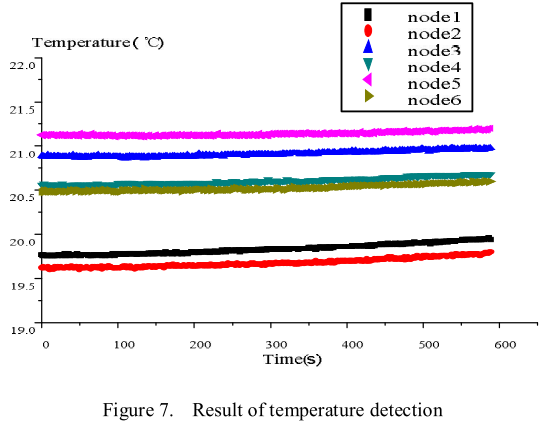 node1
node2
node3
node4
node5
node6
Temperature( ℃)
22.0
21.5
21.0
20.5
20.0
19.5
19.0
0 100 200 300 400 500 600
Time(s)
Figure 7. Result of temperature detection